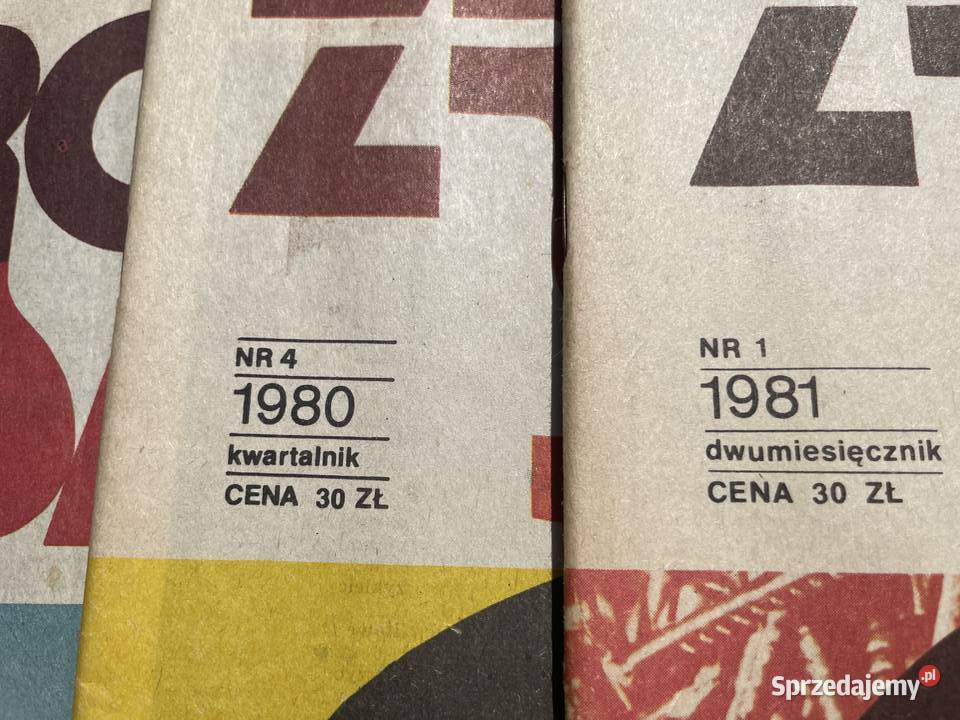 NR 4
1980
kwartalnik
CENA 30 ZŁ
NR 1
1981
dwumiesięcznik
CENA 30 ZŁ
Sprzedajemy.pl